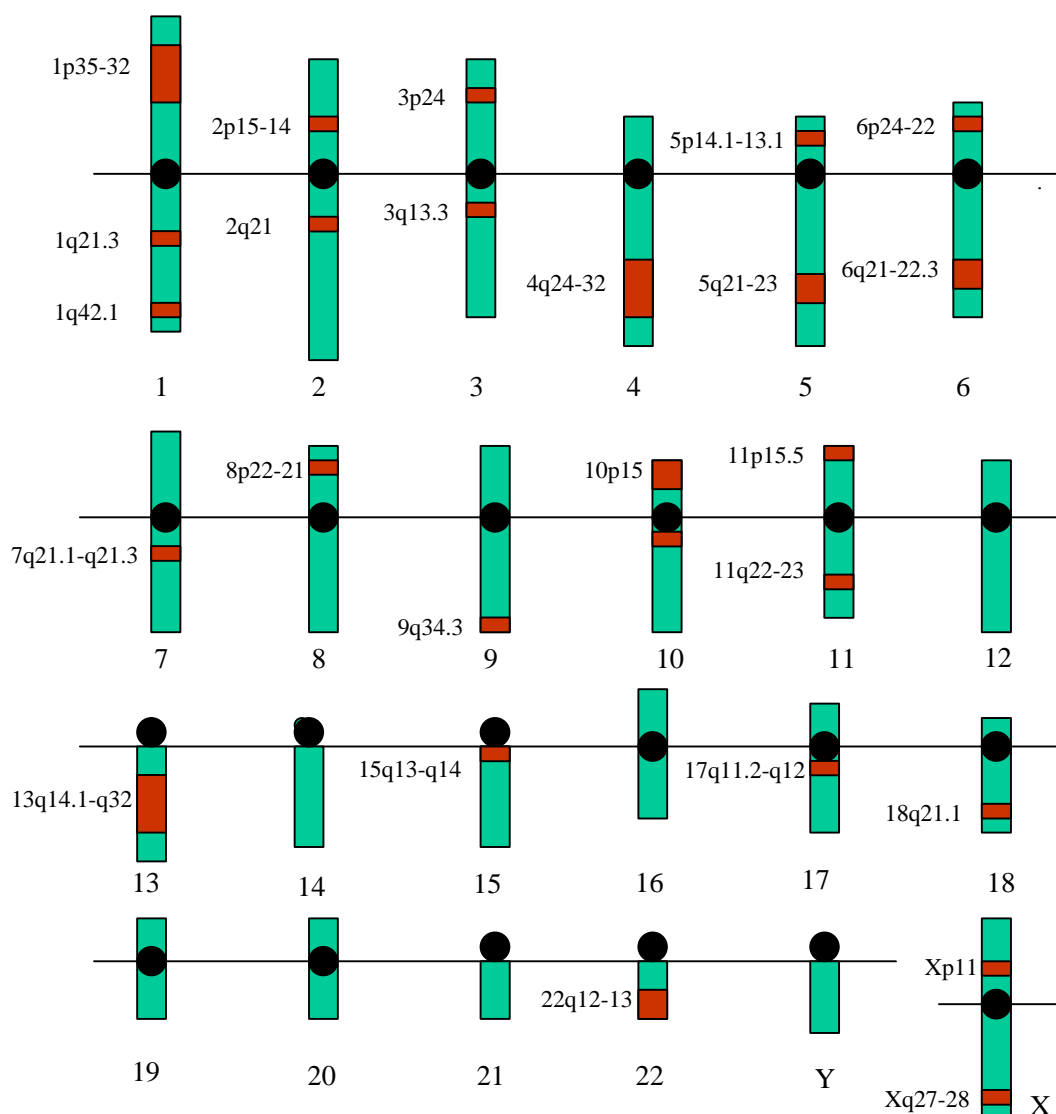 1p35-32
2p15-14
3p24
5p14.1-13.1
6p24-22
1q21.3
2q21
3q13.3
4q24-32
5q21-23
6q21-22.3
1q42.1
1 2 3 4 5 6
8p22-21
10p15
11p15.5
7q21.1-q21.3
11q22-23
9q34.3
7 8 9 10 11 12
15q13-q14
17q11.2-q12
13q14.1-q32
18q21.1
13 14 15 16 17 18
Xp11
22q12-13
19 20 21 22 Y
Xq27-28 X